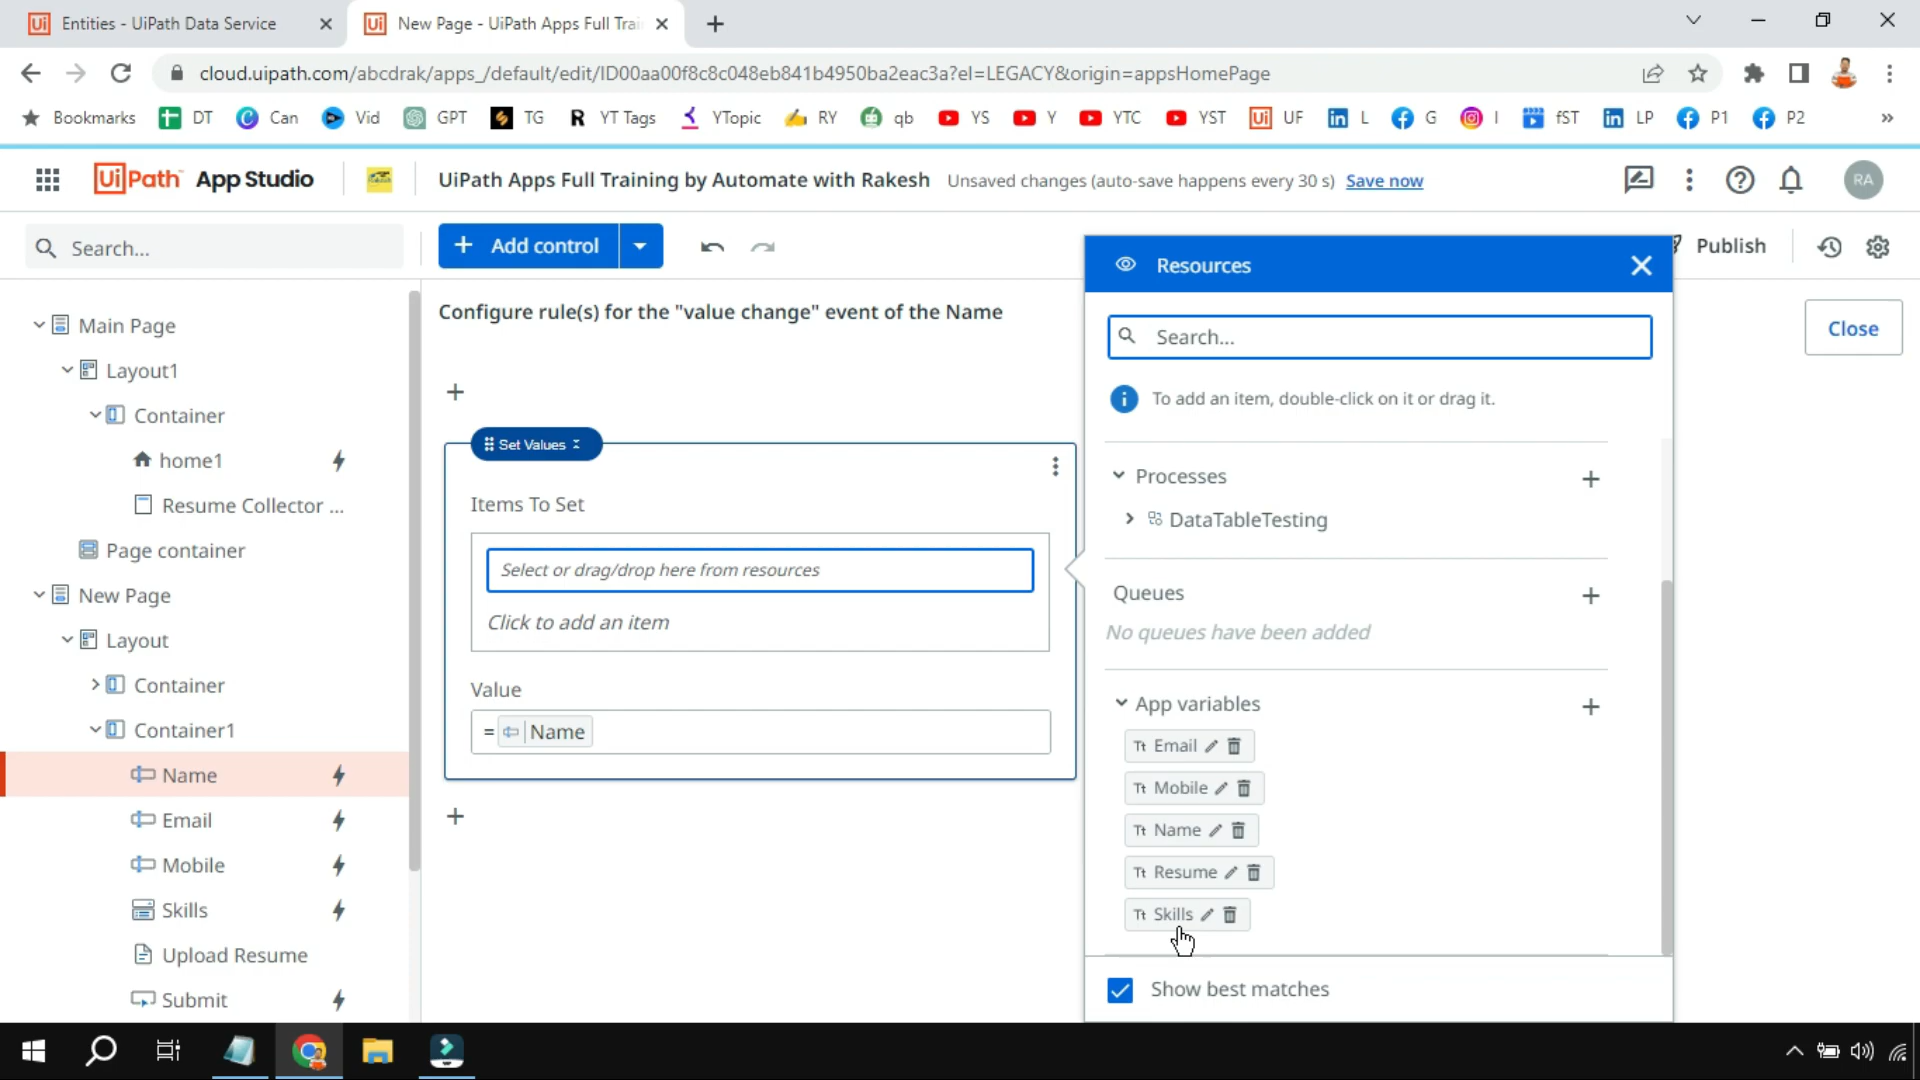 Entities - UiPath Data Service
New Page - UiPath Apps Full Trai
cloud.uipath.com/abcdrak/apps_/default/edit/ID00aa00f8c8c048eb841b4950ba2eac3a?el=LEGACY&origin=appsHomePage
Bookmarks DT Can Vid GPT TG YT Tags YTopic RY qb YS Y YTC YST UF L G I fST LP P1 P2 »
UiPath App Studio
UiPath Apps Full Training by Automate with Rakesh
Unsaved changes (auto-save happens every 30 s) Save now
RA
Search...
+ Add control
Publish
Main Page
Layout1
Container
home1
Resume Collector ...
Page container
New Page
Layout
Container
Container1
Name
Email
Mobile
Skills
Upload Resume
Submit
Configure rule(s) for the "value change" event of the Name
Close
Set Values
Items To Set
Select or drag/drop here from resources
Click to add an item
Value
= Name
Resources
Search...
To add an item, double-click on it or drag it.
Processes
DataTableTesting
Queues
No queues have been added
App variables
Tt Email
Tt Mobile
Tt Name
Tt Resume
Tt Skills
Show best matches